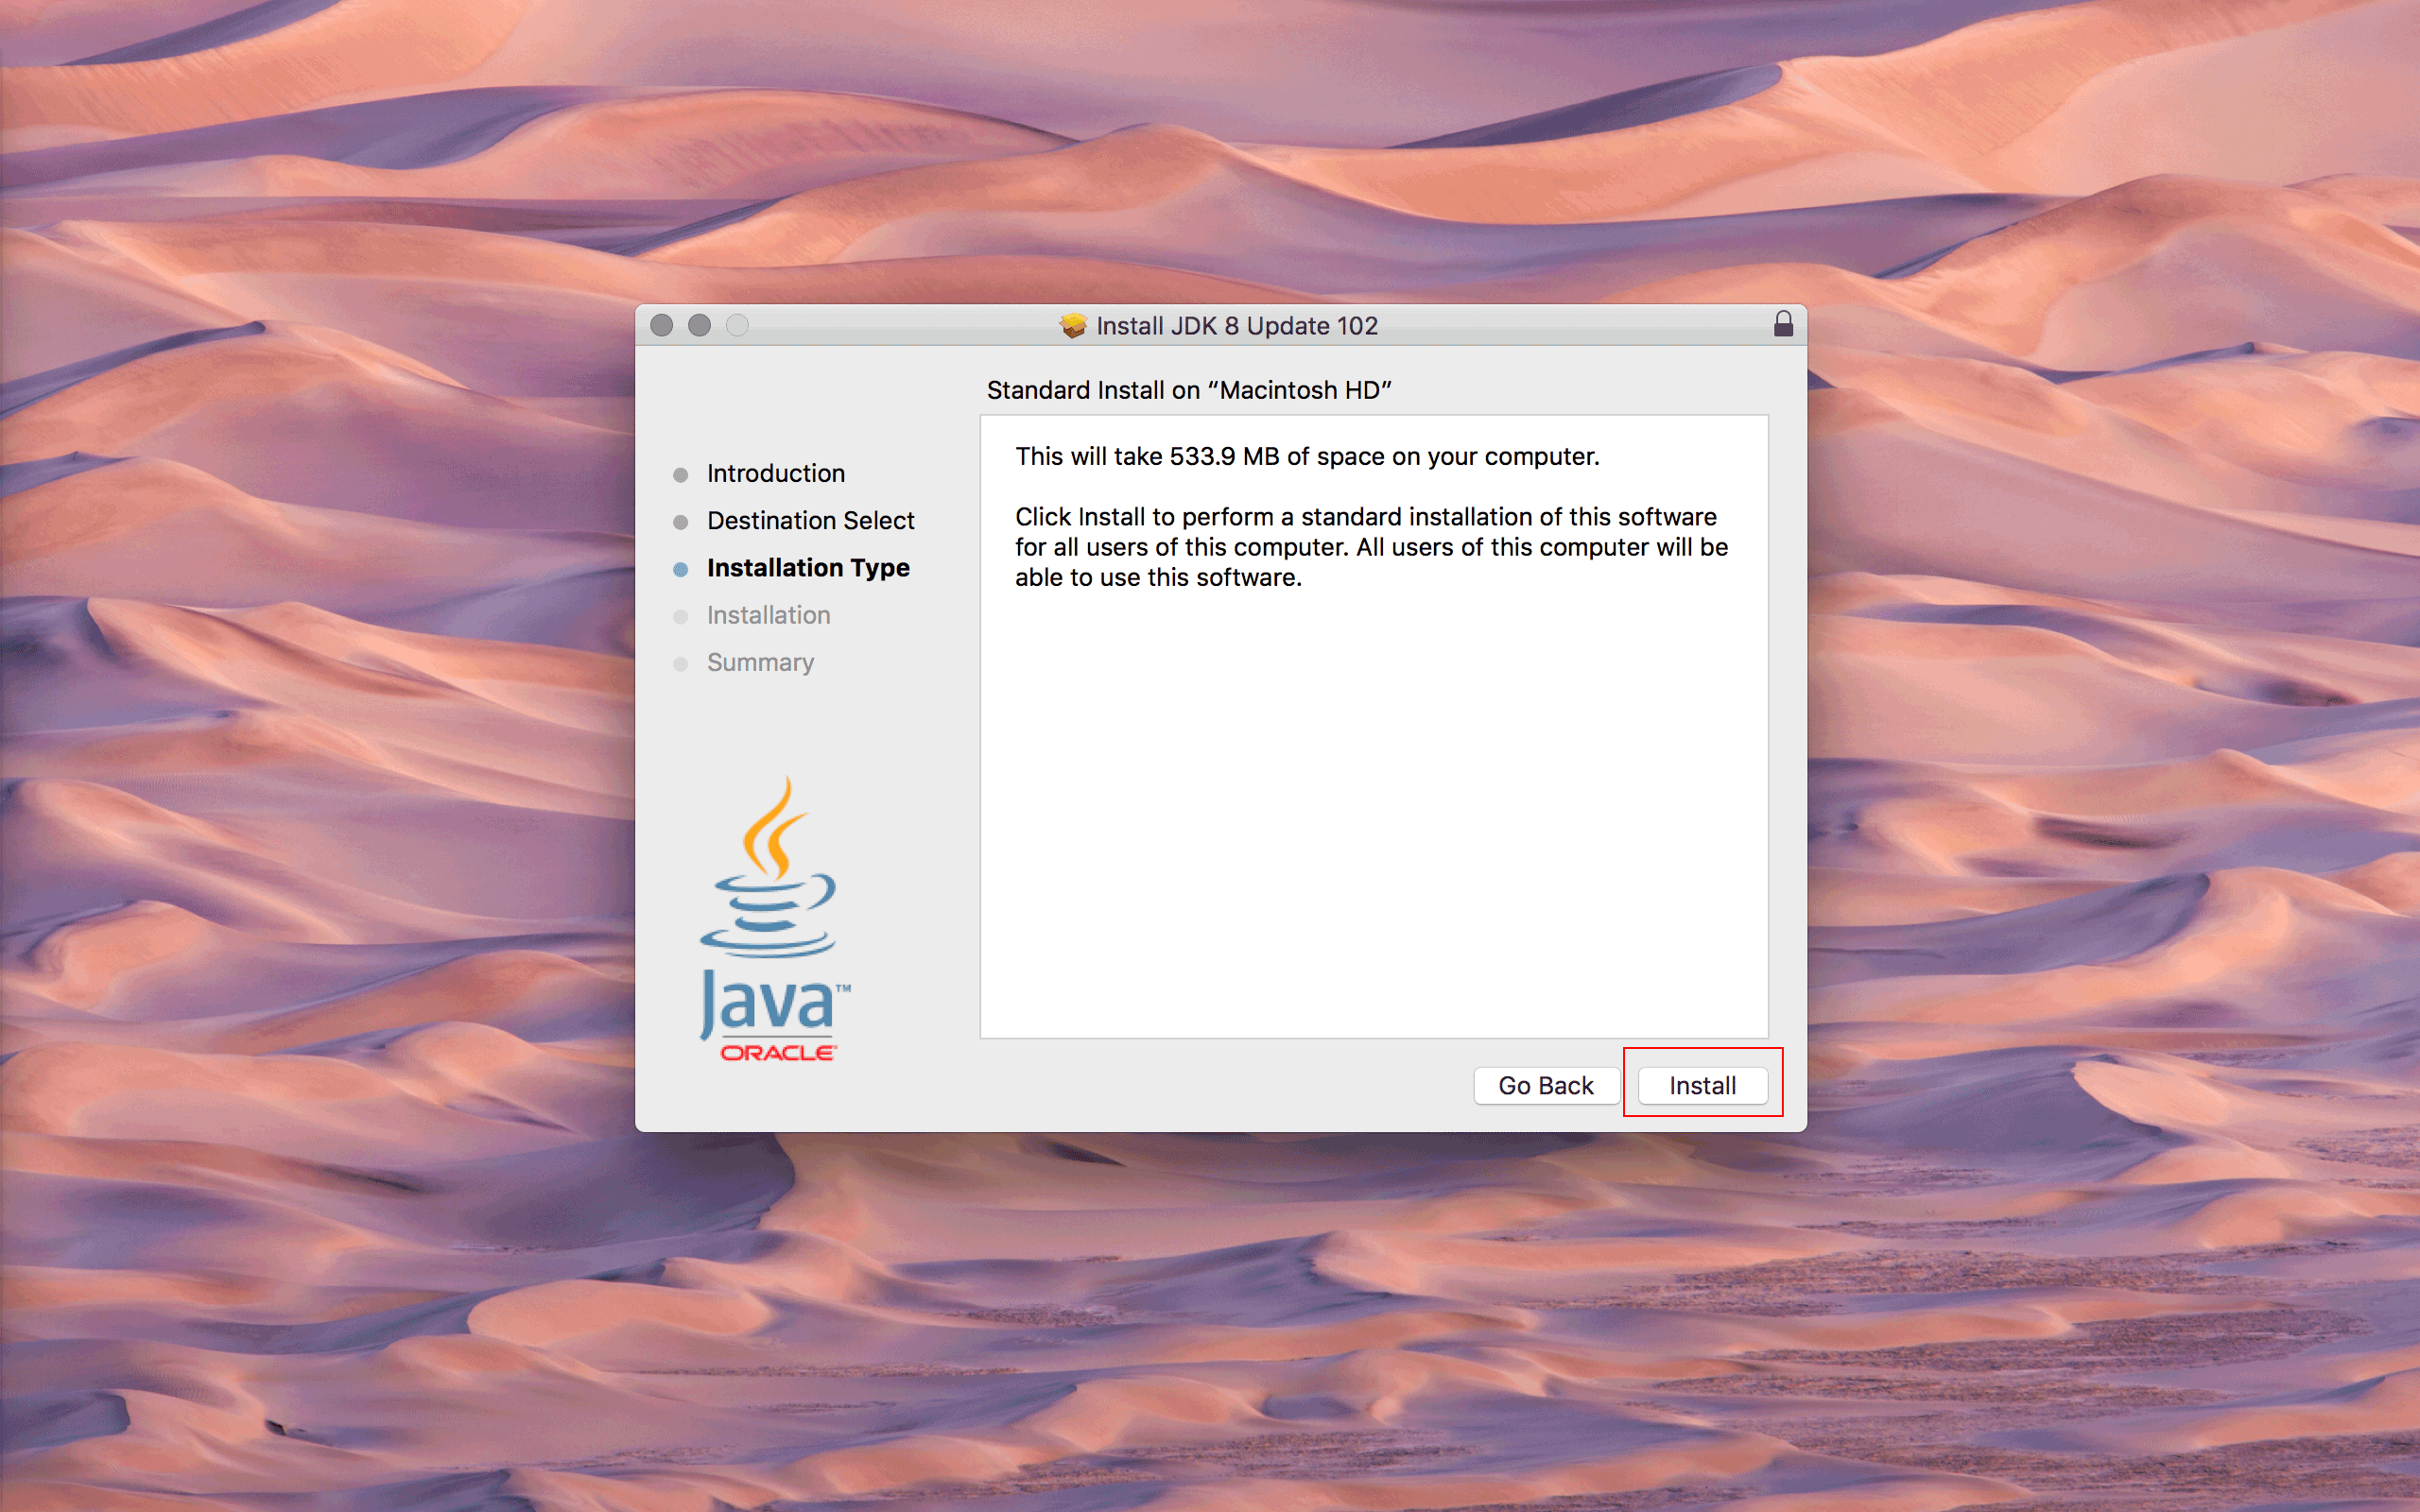 Install JDK 8 Update 102
Standard Install on “Macintosh HD”
Introduction
Destination Select
Installation Type
Installation
Summary
This will take 533.9 MB of space on your computer.
Click Install to perform a standard installation of this software
for all users of this computer. All users of this computer will be
able to use this software.
Java™
ORACLE
Go Back
Install